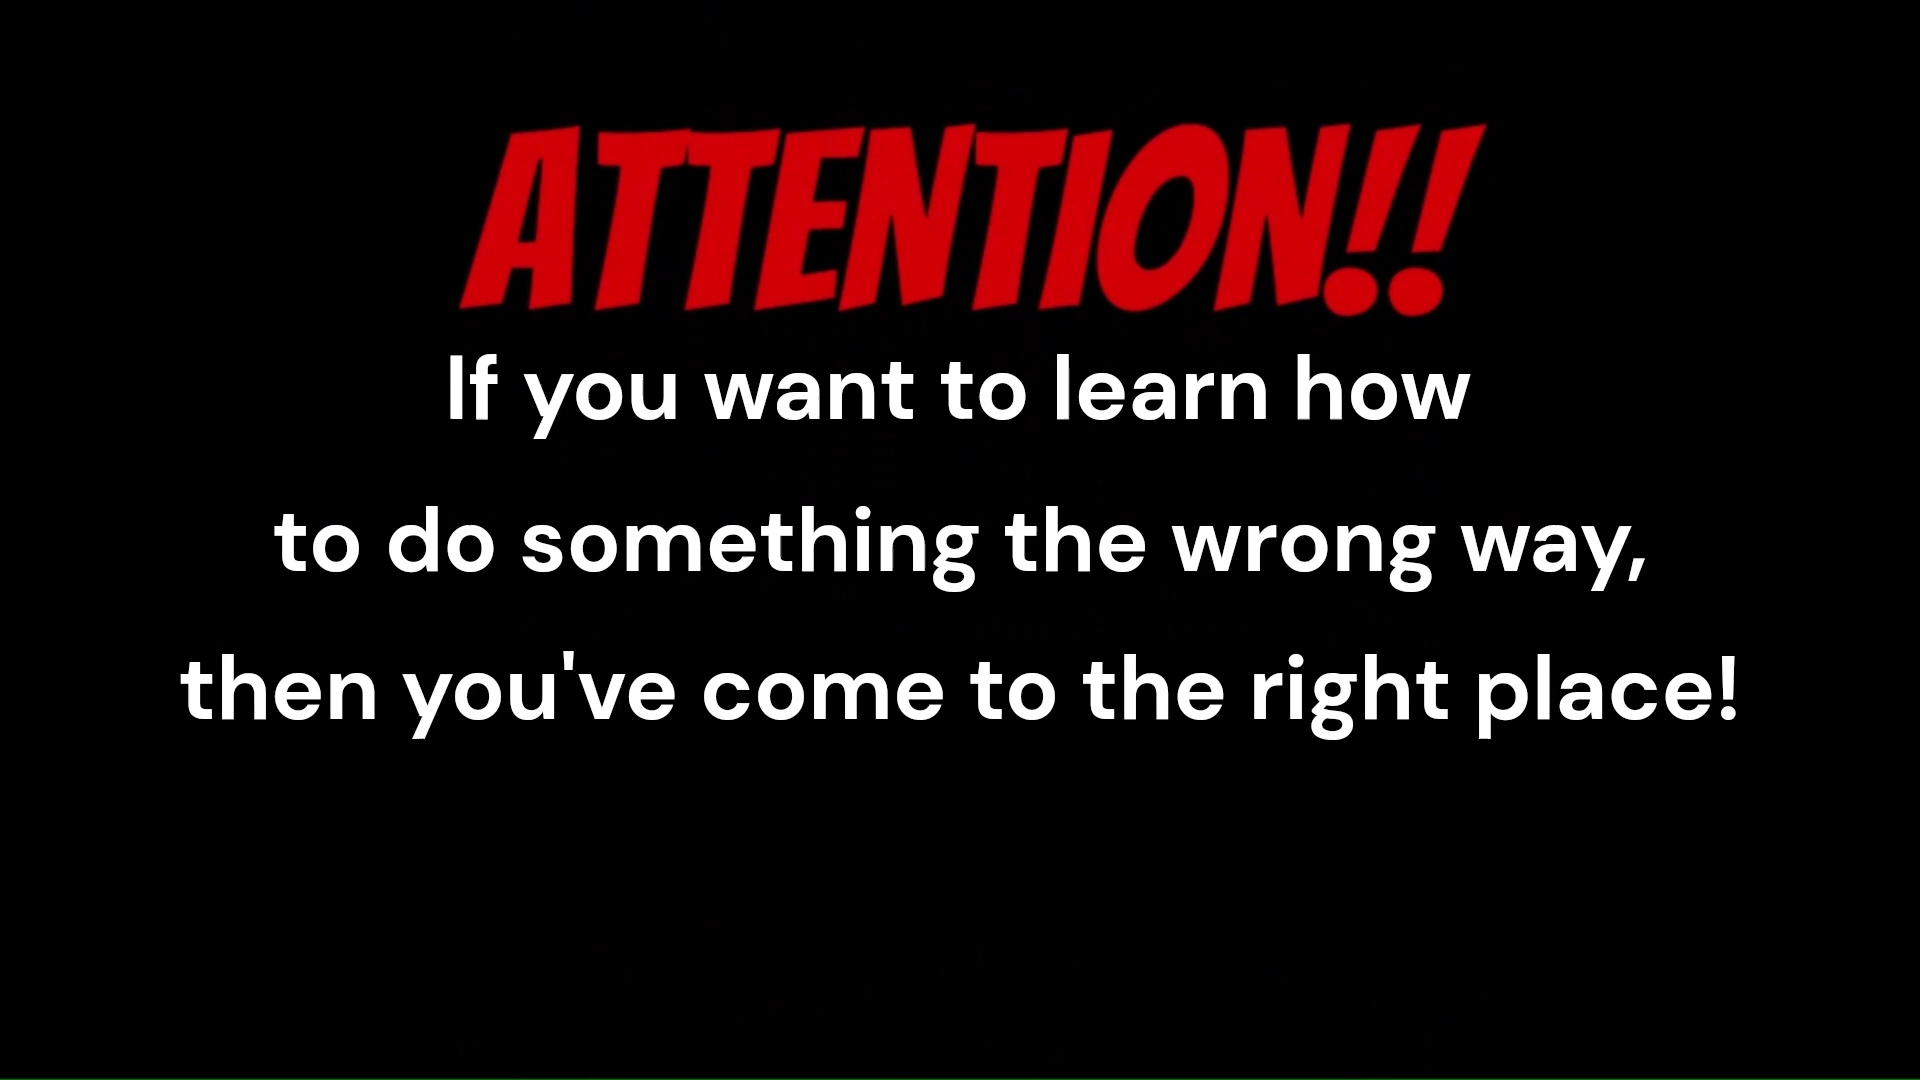 ATTENTION!!
If you want to learn how
to do something the wrong way,
then you've come to the right place!